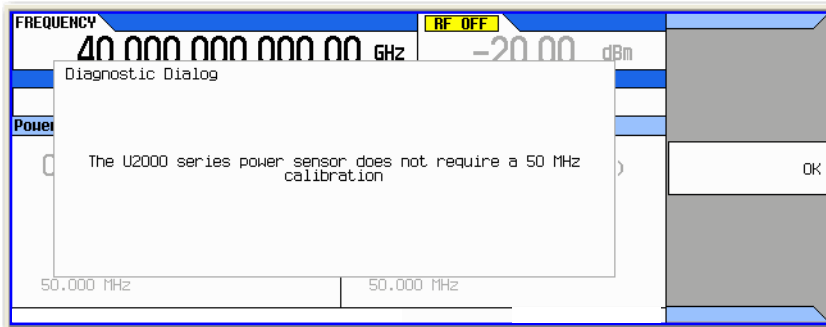 FREQUENCY
RF OFF
40.000 000 000 00 GHz
-20.00 dBm
Diagnostic Dialog
Power
The U2000 series power sensor does not require a 50 MHz
calibration
OK
50.000 MHz
50.000 MHz